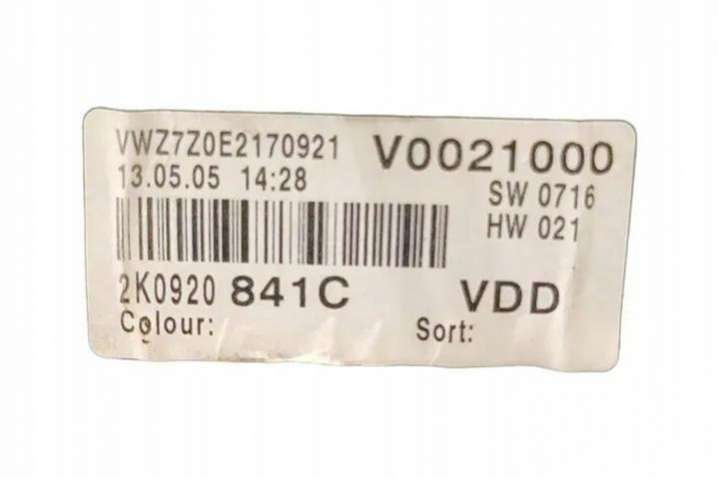 VWZ7Z0E2170921 V0021000
13.05.05 14:28 SW 0716
HW 021
2K0920 841C VDD
Colour: Sort: